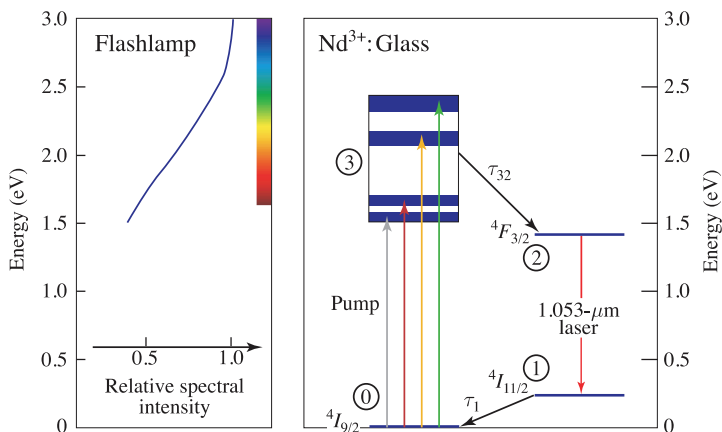 3.0
2.5
2.0
1.5
1.0
0.5
0
Energy (eV)
Flashlamp
0.5 1.0
Relative spectral
intensity
Nd³⁺: Glass
3
τ₃₂
⁴F₃/₂
2
Pump
1.053-μm
laser
0
1
⁴I₁₁/₂
τ₁
⁴I₉/₂
3.0
2.5
2.0
1.5
1.0
0.5
0
Energy (eV)